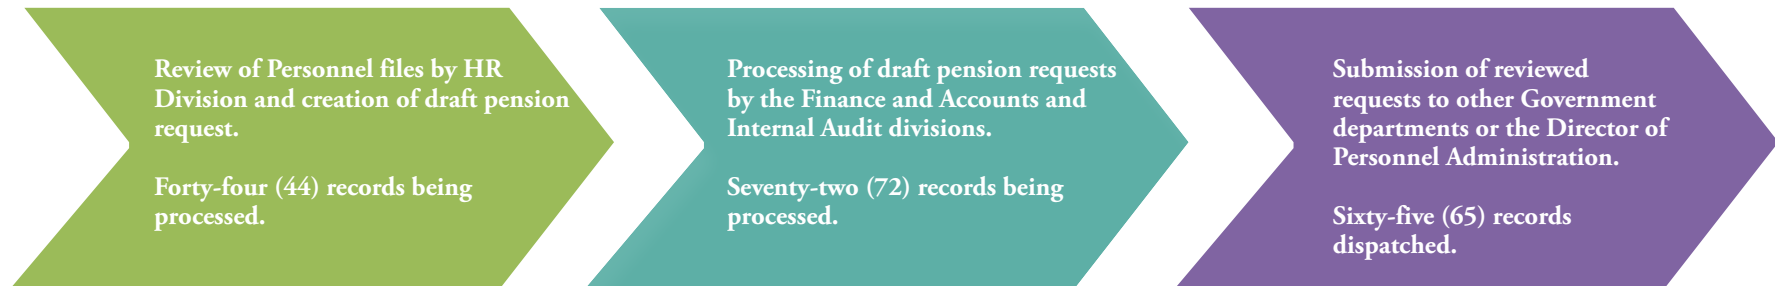 Review of Personnel files by HR
Division and creation of draft pension
request.
Forty-four (44) records being
processed.
Processing of draft pension requests
by the Finance and Accounts and
Internal Audit divisions.
Seventy-two (72) records being
processed.
Submission of reviewed
requests to other Government
departments or the Director of
Personnel Administration.
Sixty-five (65) records
dispatched.